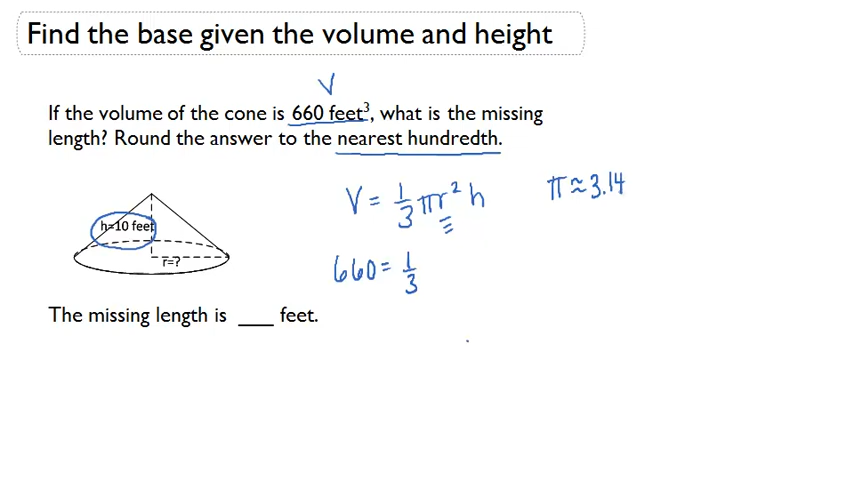 Find the base given the volume and height
V
If the volume of the cone is 660 feet³, what is the missing
length? Round the answer to the nearest hundredth.
V = 1/3 πr² h
π ≈ 3.14
h=10 feet
r=?
660 = 1/3
The missing length is ___ feet.